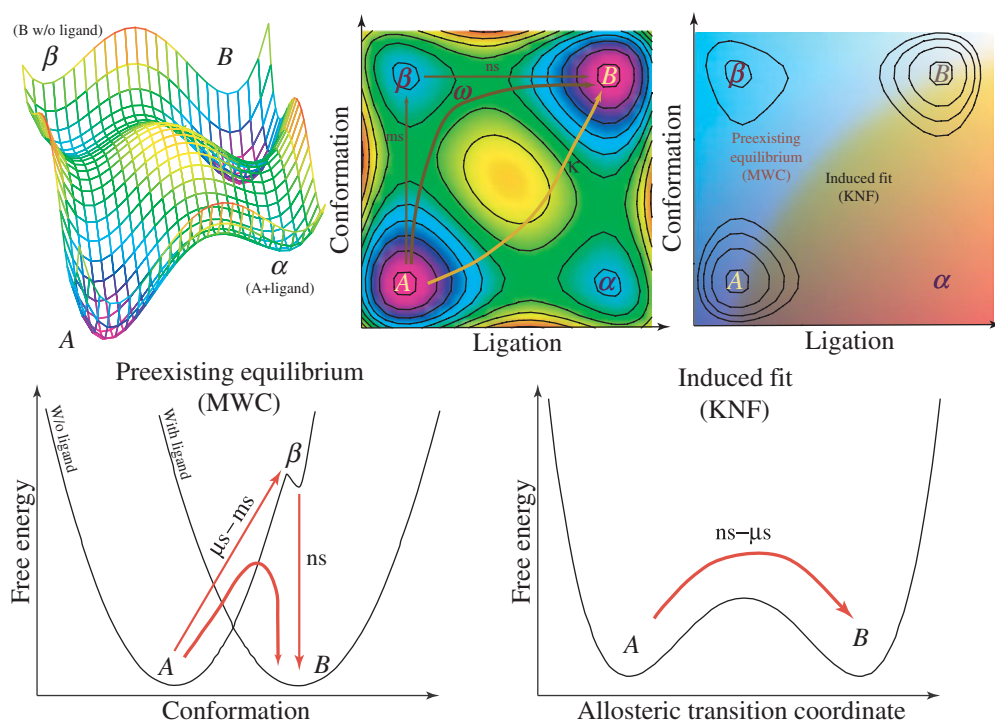 (B w/o ligand)
β
B
α
(A+ligand)
A
Conformation
β
ns
B
ω
ms
κ
A
α
Ligation
Conformation
β
B
Preexisting
equilibrium
(MWC)
Induced fit
(KNF)
A
α
Ligation
Preexisting equilibrium
(MWC)
Free energy
W/o ligand
With ligand
β
μs–ms
ns
A
B
Conformation
Induced fit
(KNF)
Free energy
ns–μs
A
B
Allosteric transition coordinate